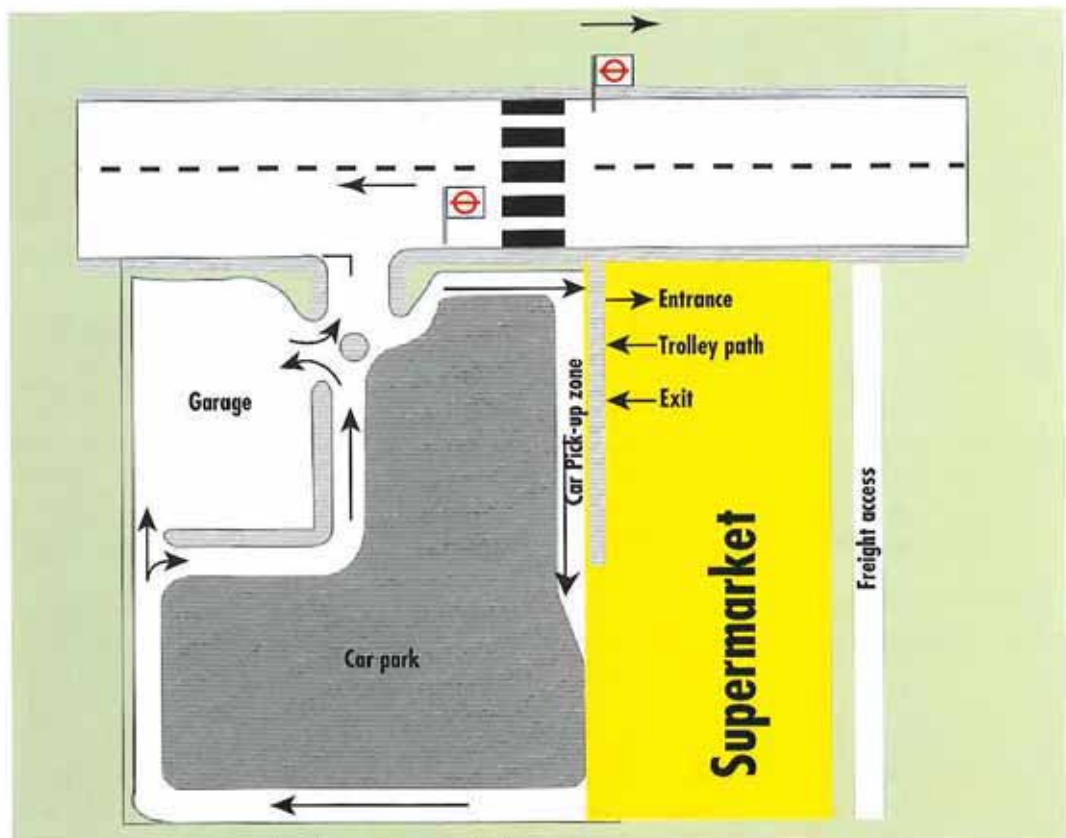 Entrance
Trolley path
Exit
Garage
Car Pick-up zone
Freight access
Supermarket
Car park